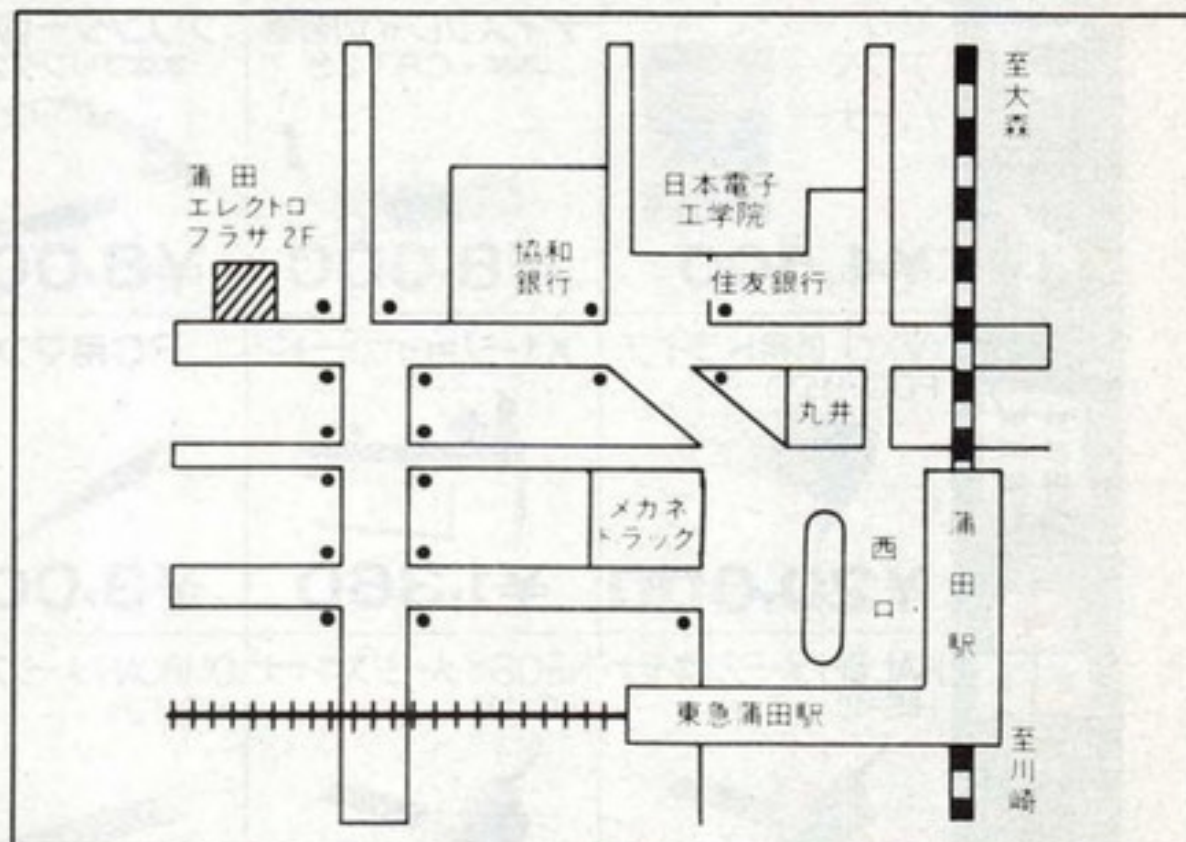 至大森
蒲田
エレクトロ
プラザ 2F
日本電子
工学院
協和
銀行
住友銀行
丸井
メガネ
トラック
西口
蒲田駅
東急蒲田駅
至川崎